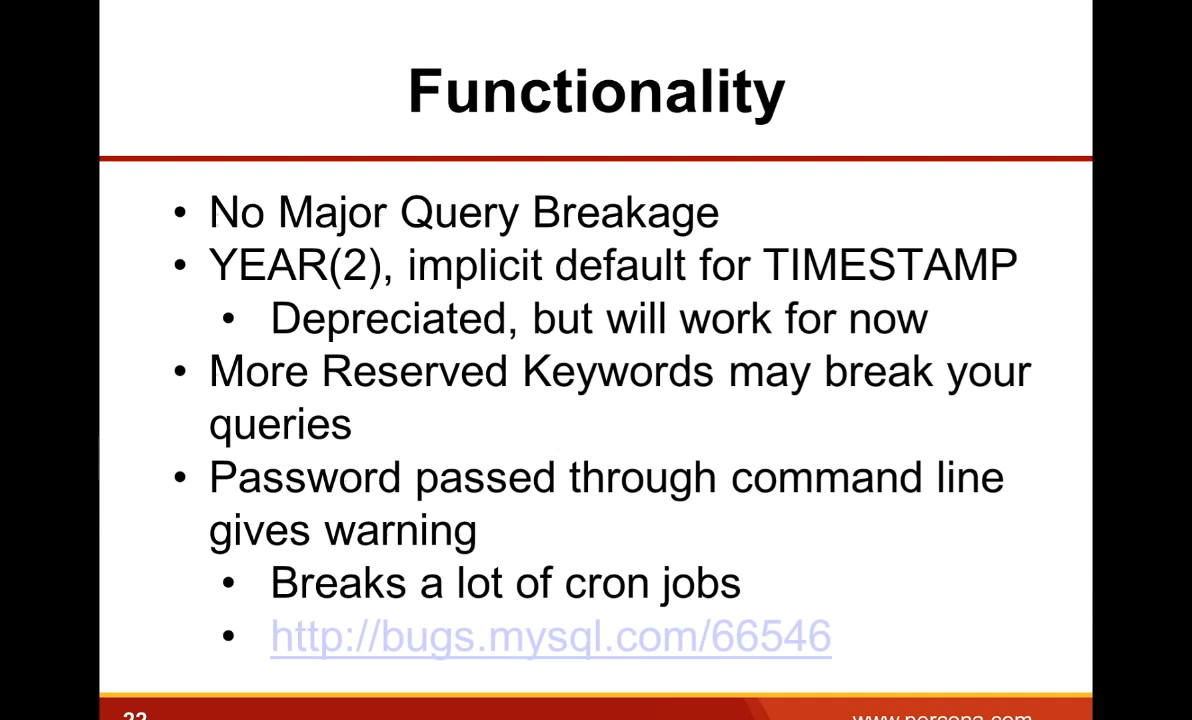 Functionality
• No Major Query Breakage
• YEAR(2), implicit default for TIMESTAMP
• Depreciated, but will work for now
• More Reserved Keywords may break your
queries
• Password passed through command line
gives warning
• Breaks a lot of cron jobs
• http://bugs.mysql.com/66546
22